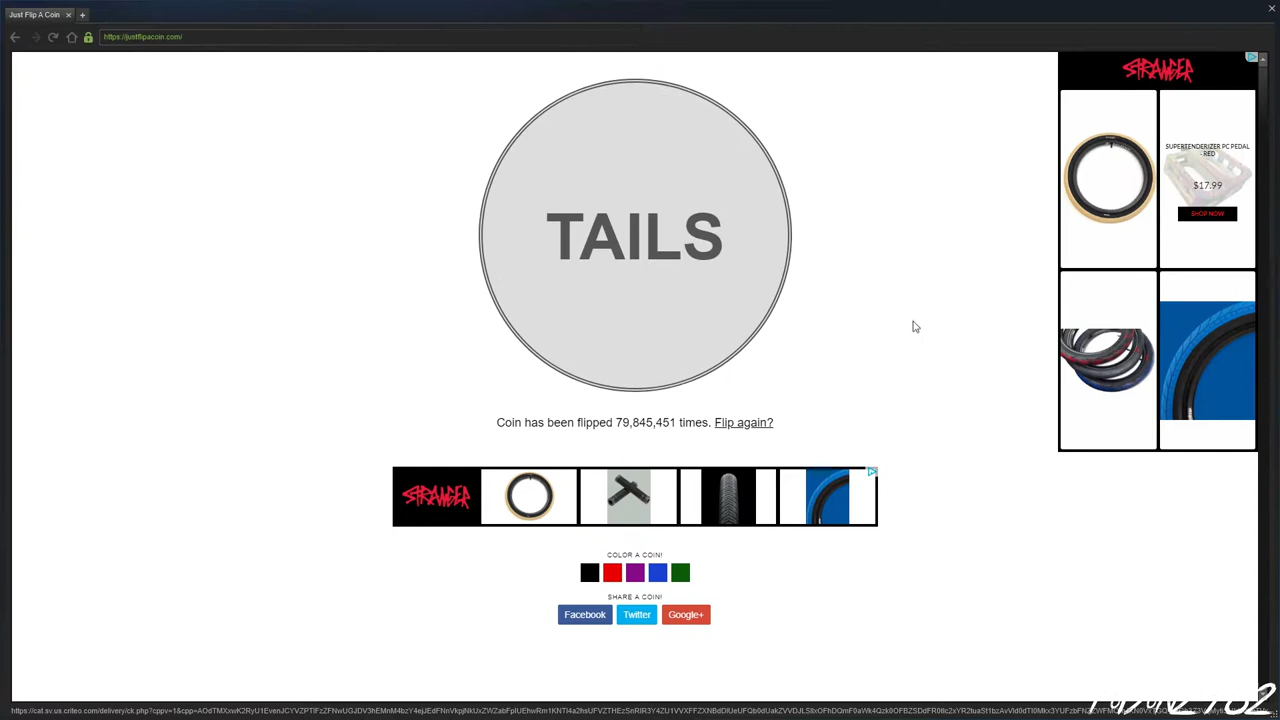 Just Flip A Coin
https://justflipacoin.com/
STRANGER
SUPERTENDERIZER PC PEDAL
- RED
$17.99
SHOP NOW
TAILS
Coin has been flipped 79,845,451 times. Flip again?
STRANGER
COLOR A COIN!
SHARE A COIN!
Facebook
Twitter
Google+